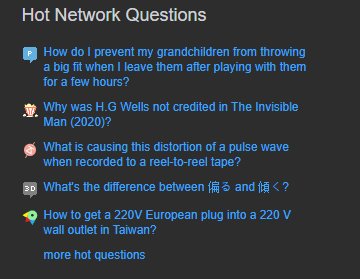 Hot Network Questions
How do I prevent my grandchildren from throwing
a big fit when I leave them after playing with them
for a few hours?
Why was H.G Wells not credited in The Invisible
Man (2020)?
What is causing this distortion of a pulse wave
when recorded to a reel-to-reel tape?
3D
What's the difference between 偏る and 傾く?
How to get a 220V European plug into a 220 V
wall outlet in Taiwan?
more hot questions